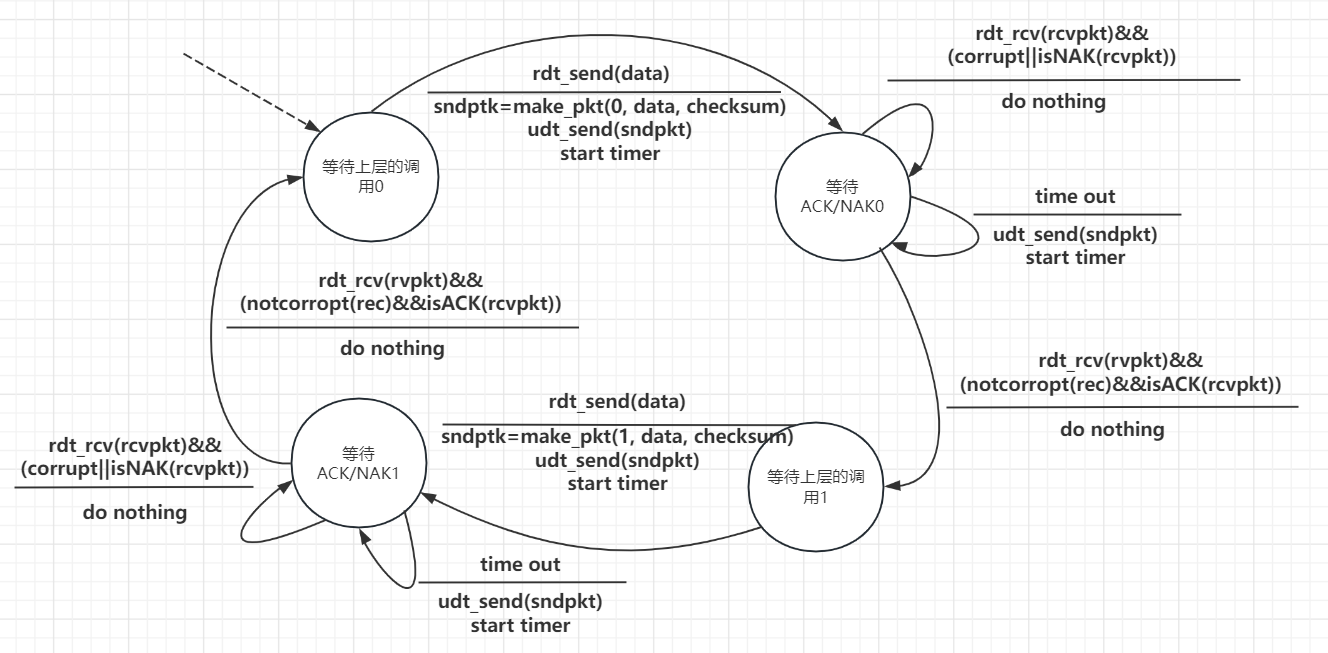 rdt_rcv(rcvpkt)&&
(corrupt||isNAK(rcvpkt))
do nothing
rdt_send(data)
sndptk=make_pkt(0, data, checksum)
udt_send(sndpkt)
start timer
等待上层的调
用0
等待
ACK/NAK0
time out
udt_send(sndpkt)
start timer
rdt_rcv(rvpkt)&&
(notcorropt(rec)&&isACK(rcvpkt))
do nothing
rdt_rcv(rvpkt)&&
(notcorropt(rec)&&isACK(rcvpkt))
do nothing
rdt_send(data)
sndptk=make_pkt(1, data, checksum)
udt_send(sndpkt)
start timer
rdt_rcv(rcvpkt)&&
(corrupt||isNAK(rcvpkt))
do nothing
等待
ACK/NAK1
等待上层的调
用1
time out
udt_send(sndpkt)
start timer